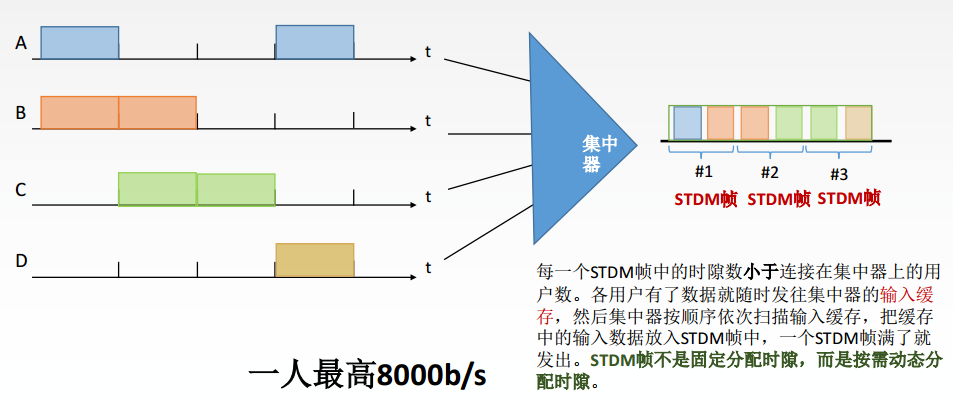 A
t
B
t
C
t
D
t
集中
器
#1
#2
#3
STDM帧
STDM帧
STDM帧
每一个STDM帧中的时隙数小于连接在集中器上的用
户数。各用户有了数据就随时发往集中器的输入缓
存，然后集中器按顺序依次扫描输入缓存，把缓存
中的输入数据放入STDM帧中，一个STDM帧满了就
发出。STDM帧不是固定分配时隙，而是按需动态分
配时隙。
一人最高8000b/s